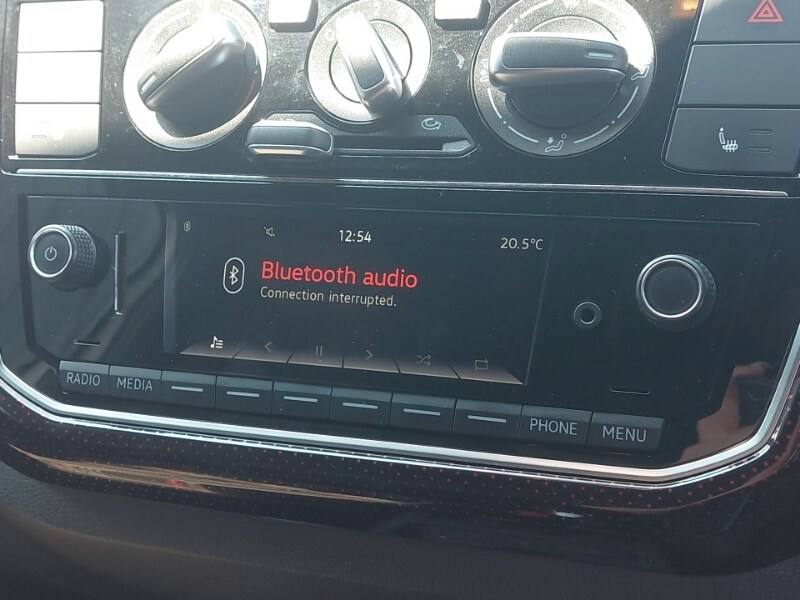 12:54
20.5°C
Bluetooth audio
Connection interrupted.
RADIO
MEDIA
PHONE
MENU